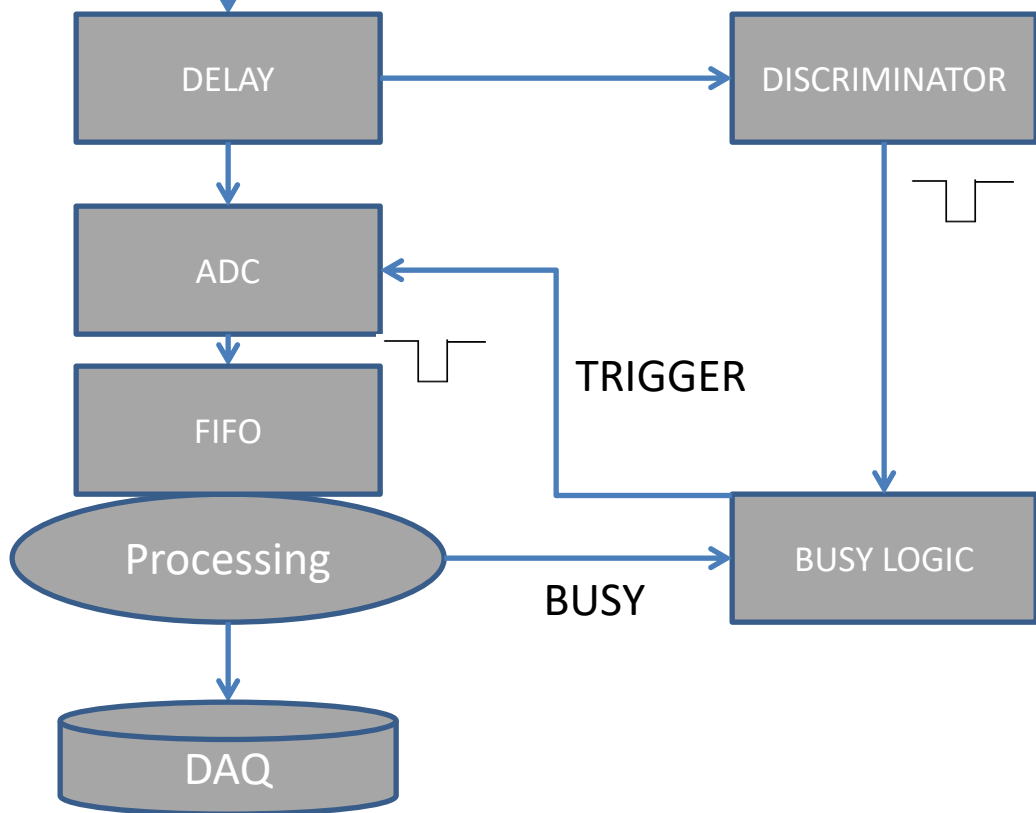 DELAY
DISCRIMINATOR
ADC
TRIGGER
FIFO
Processing
BUSY LOGIC
BUSY
DAQ